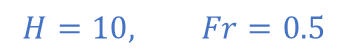 H = 10, Fr = 0.5